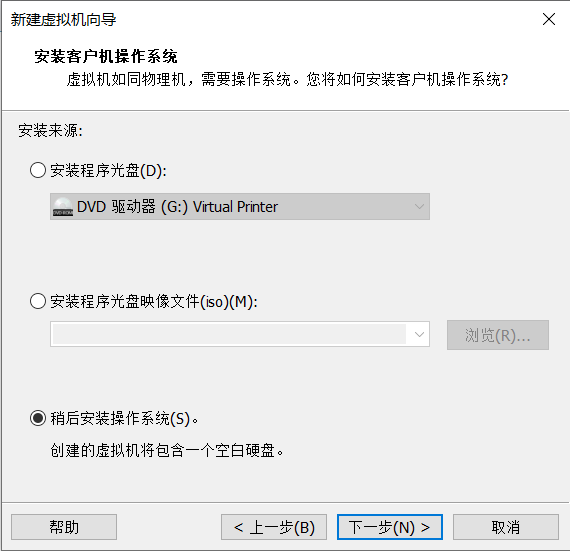 新建虚拟机向导
安装客户机操作系统
虚拟机如同物理机，需要操作系统。您将如何安装客户机操作系统?
安装来源:
安装程序光盘(D):
DVD 驱动器 (G:) Virtual Printer
安装程序光盘映像文件(iso)(M):
浏览(R)...
稍后安装操作系统(S)。
创建的虚拟机将包含一个空白硬盘。
帮助
< 上一步(B)
下一步(N) >
取消